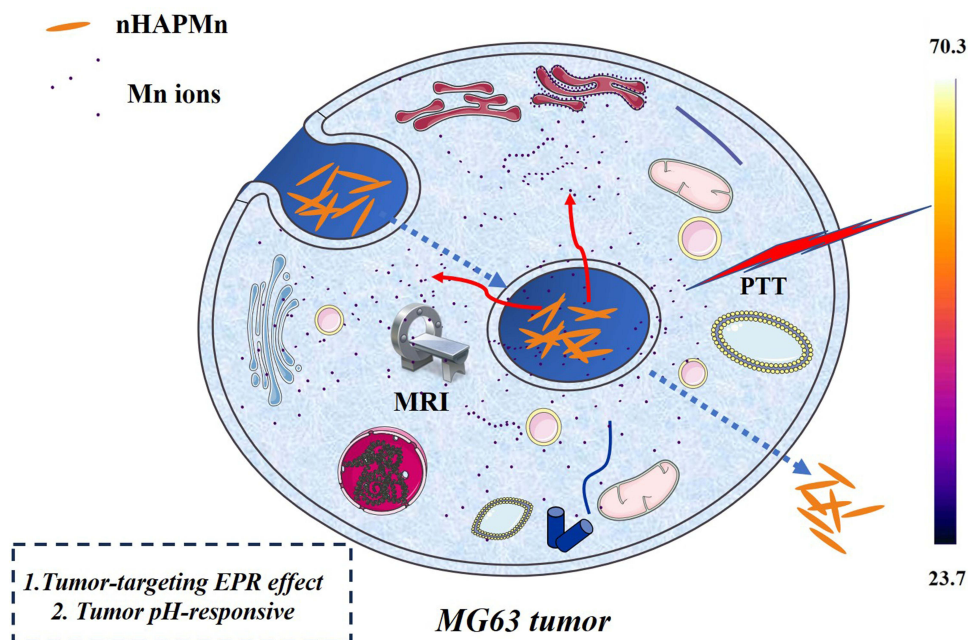 nHAPMn
Mn ions
70.3
PTT
MRI
23.7
1.Tumor-targeting EPR effect
2. Tumor pH-responsive
MG63 tumor